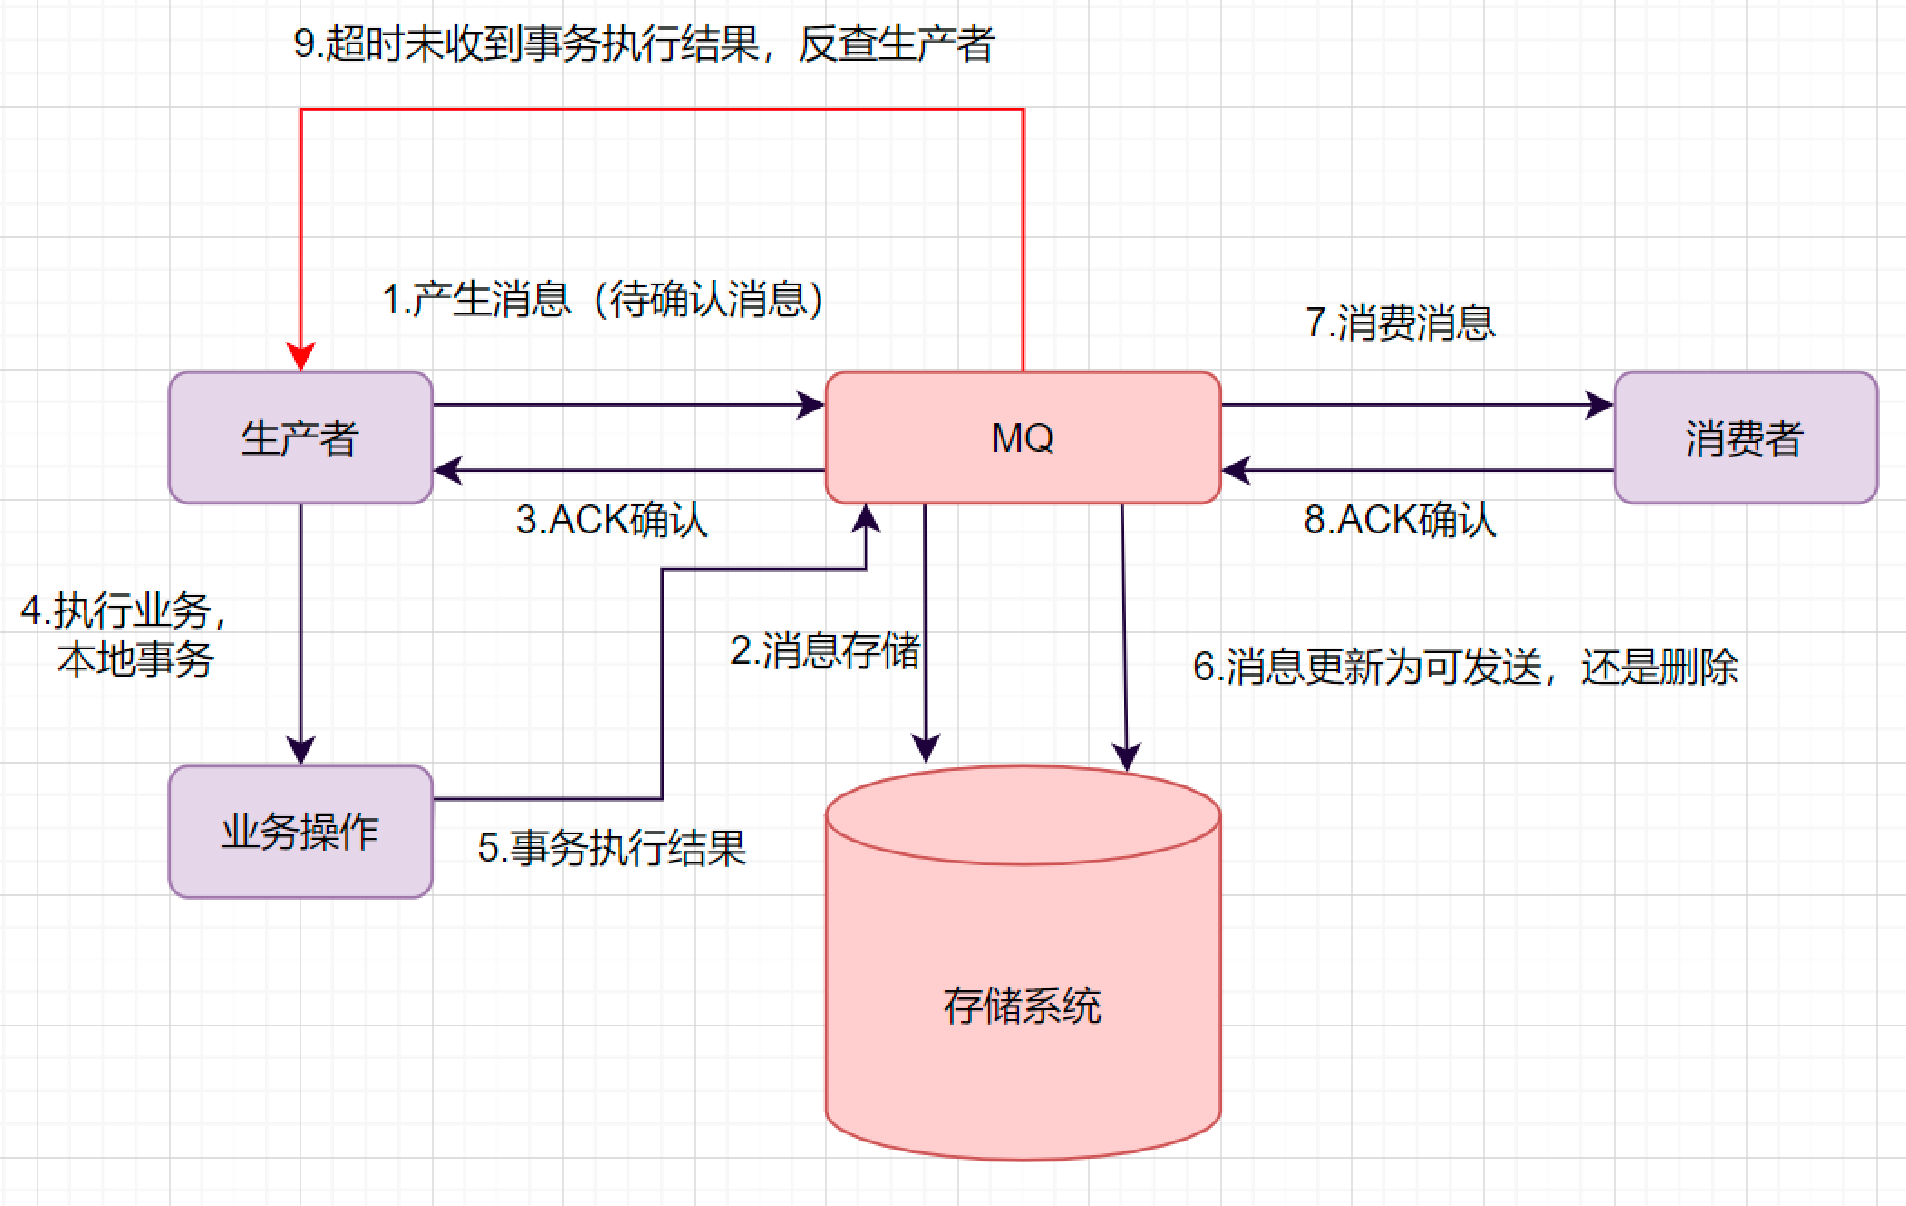 9.超时未收到事务执行结果，反查生产者
1.产生消息（待确认消息）
7.消费消息
生产者
MQ
消费者
3.ACK确认
8.ACK确认
4.执行业务，
本地事务
2.消息存储
6.消息更新为可发送，还是删除
业务操作
5.事务执行结果
存储系统